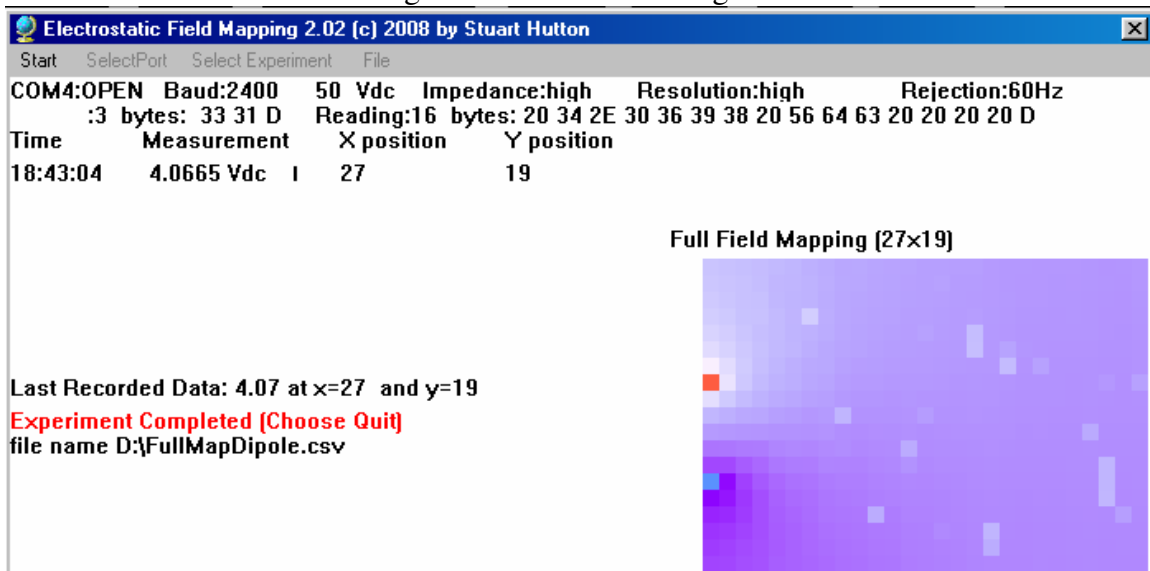 Electrostatic Field Mapping 2.02 (c) 2008 by Stuart Hutton
Start SelectPort Select Experiment File
COM4:OPEN Baud:2400 50 Vdc Impedance:high Resolution:high Rejection:60Hz
:3 bytes: 33 31 D Reading:16 bytes: 20 34 2E 30 36 39 38 20 56 64 63 20 20 20 20 D
Time Measurement X position Y position
18:43:04 4.0665 Vdc I 27 19
Full Field Mapping (27x19)
Last Recorded Data: 4.07 at x=27 and y=19
Experiment Completed (Choose Quit)
file name D:\FullMapDipole.csv